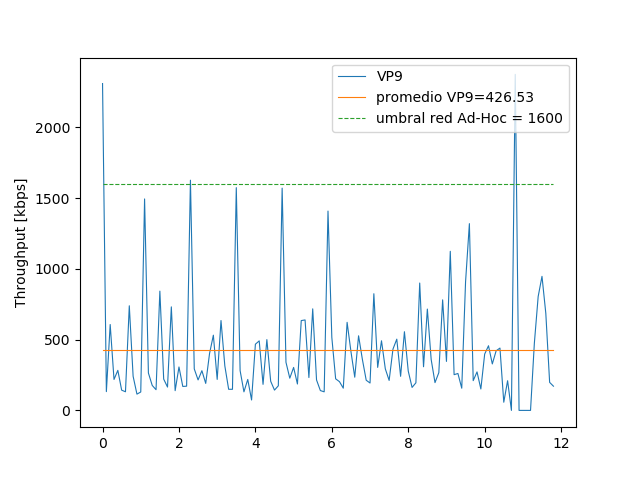 VP9
promedio VP9=426.53
umbral red Ad-Hoc = 1600
Throughput [kbps]
2000
1500
1000
500
0
0 2 4 6 8 10 12